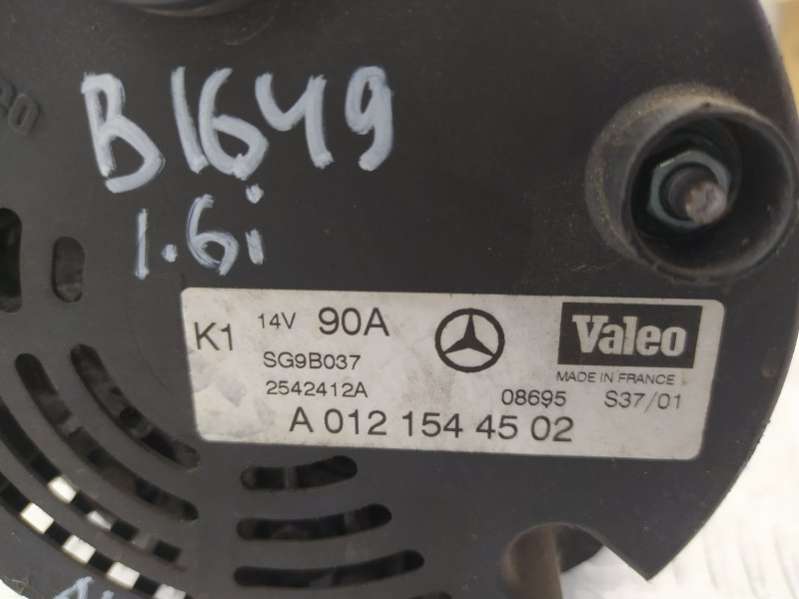 B1649
1.6i
K1 14V 90A Valeo
SG9B037 MADE IN FRANCE
2542412A 08695 S37/01
A 012 154 45 02